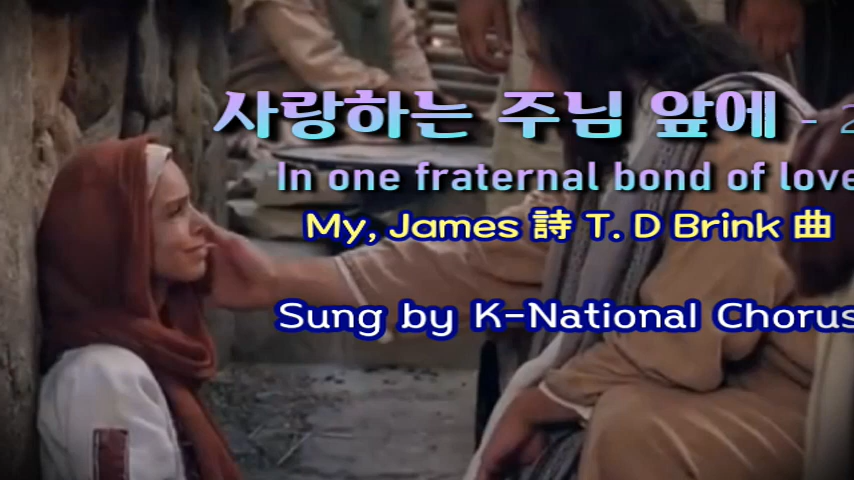 사랑하는 주님 앞에 - 2
In one fraternal bond of love
My, James 詩 T. D Brink 曲
Sung by K-National Chorus